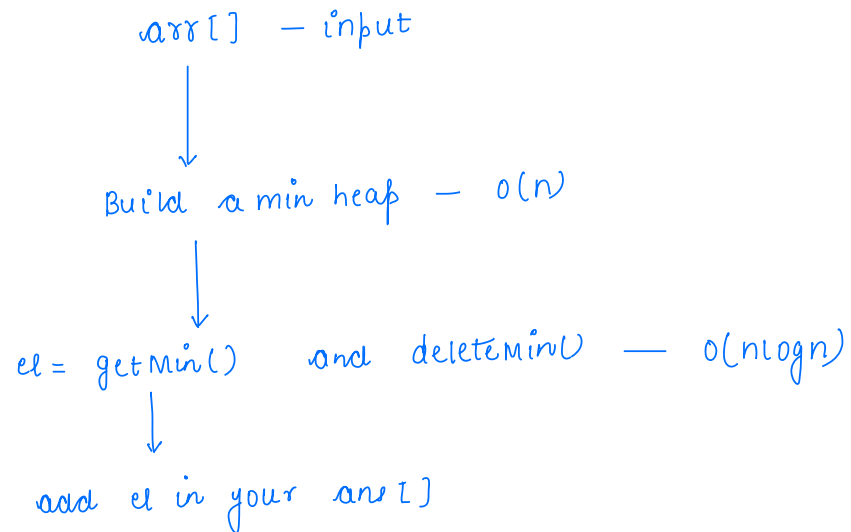 arr[] - input
Build a min heap - O(n)
el = getMin() and deleteMin() - O(nlogn)
add el in your ans[]